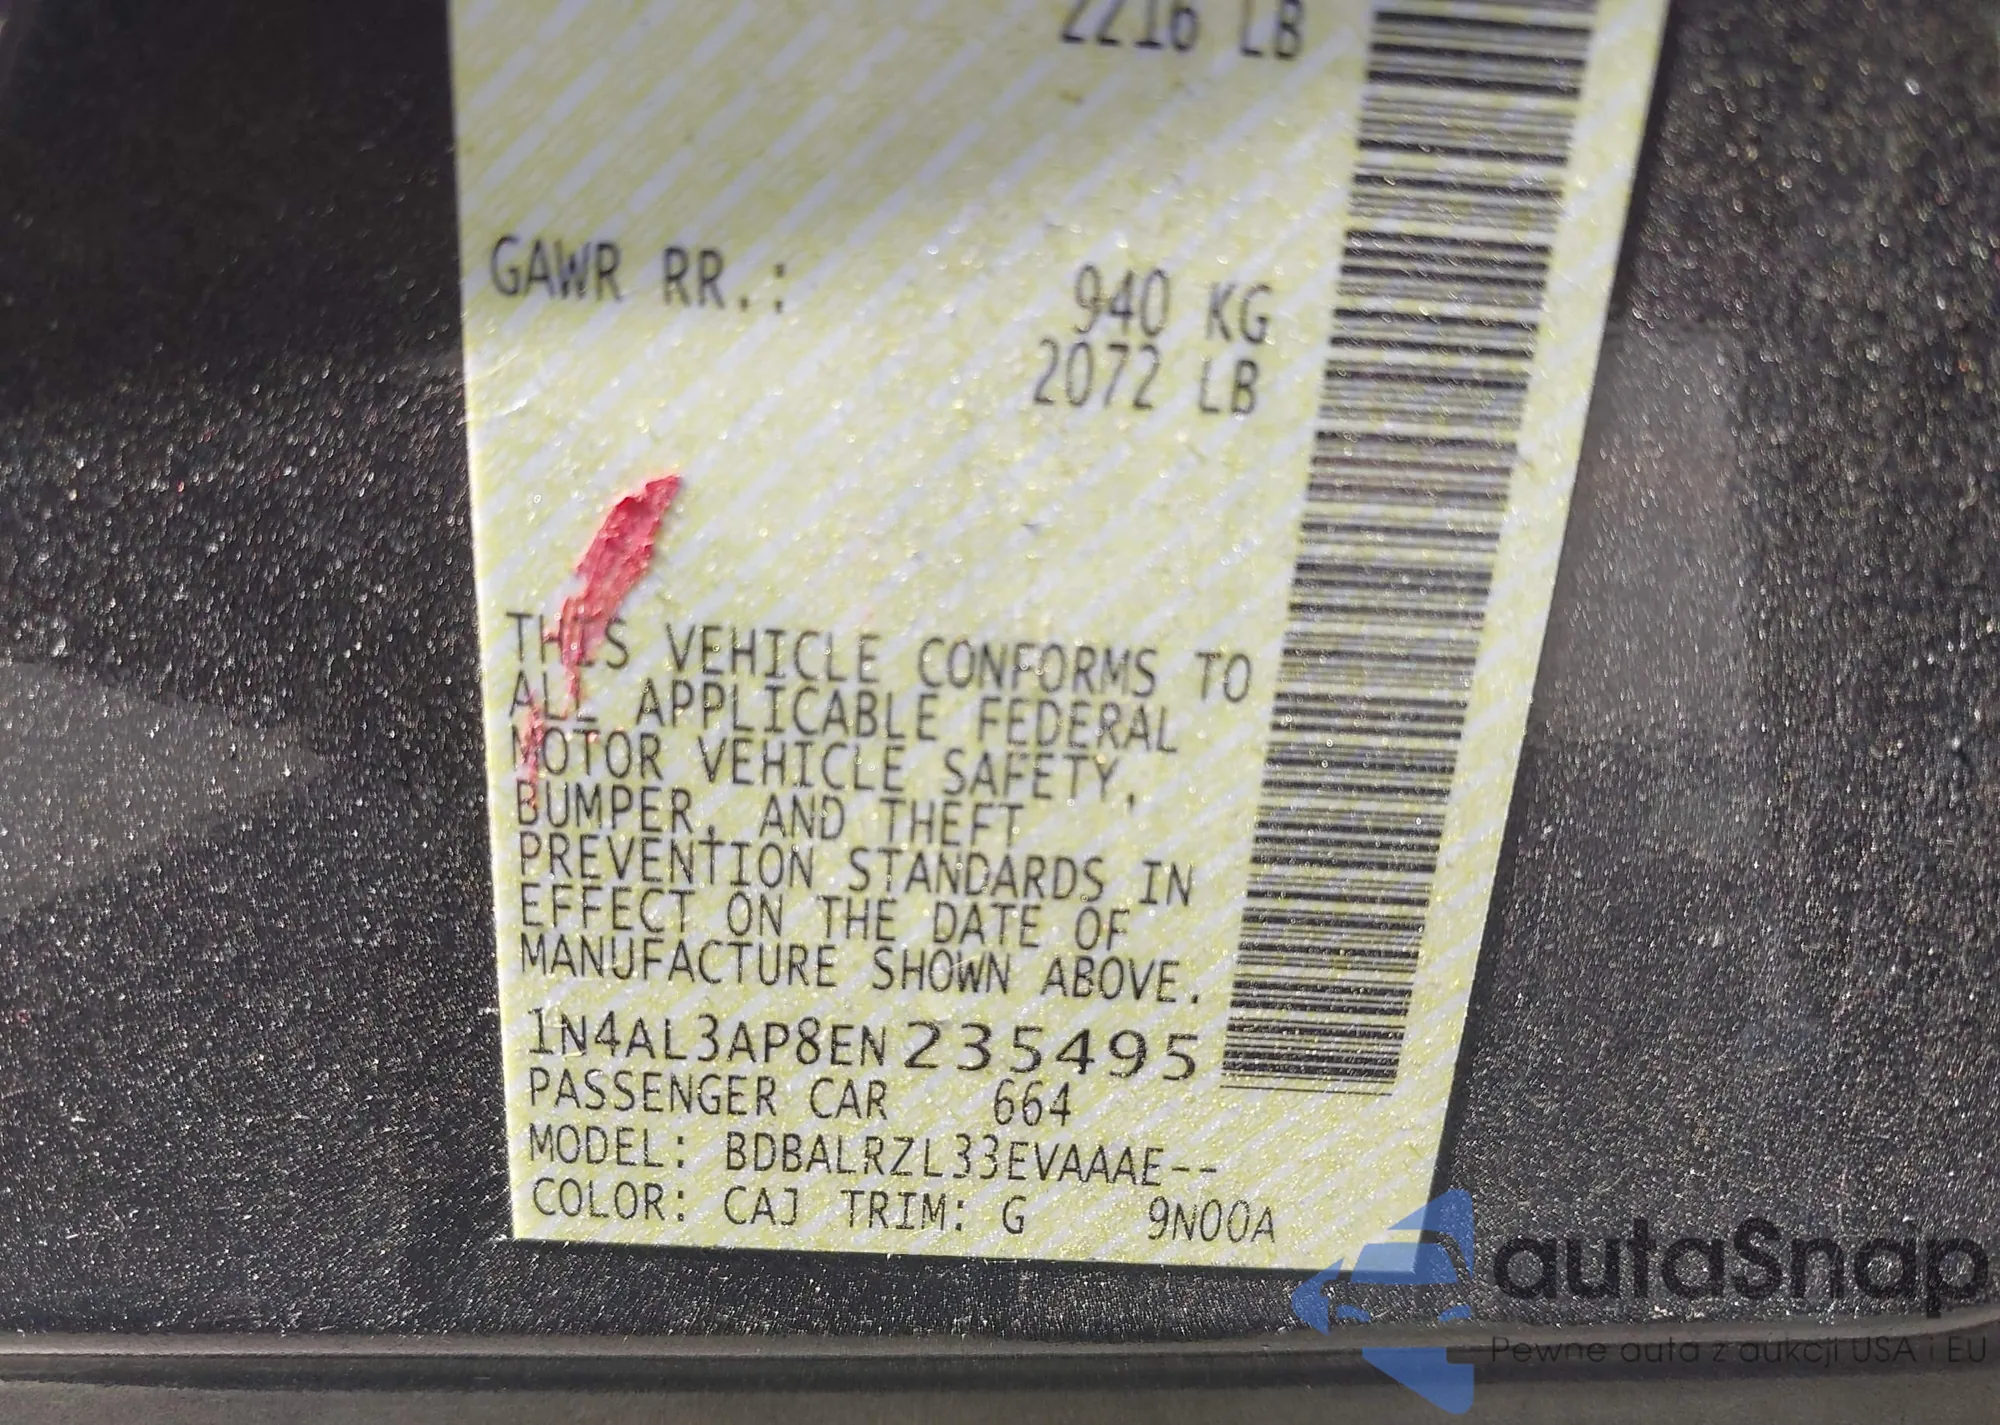 2216 LB
GAWR RR.: 940 KG
2072 LB
THIS VEHICLE CONFORMS TO
ALL APPLICABLE FEDERAL
MOTOR VEHICLE SAFETY,
BUMPER, AND THEFT
PREVENTION STANDARDS IN
EFFECT ON THE DATE OF
MANUFACTURE SHOWN ABOVE.
1N4AL3AP8EN235495
PASSENGER CAR 664
MODEL: BDBALRZL33EVAAAE--
COLOR: CAJ TRIM: G 9N00A
autaSnap
Pewne auta z aukcji USA i EU